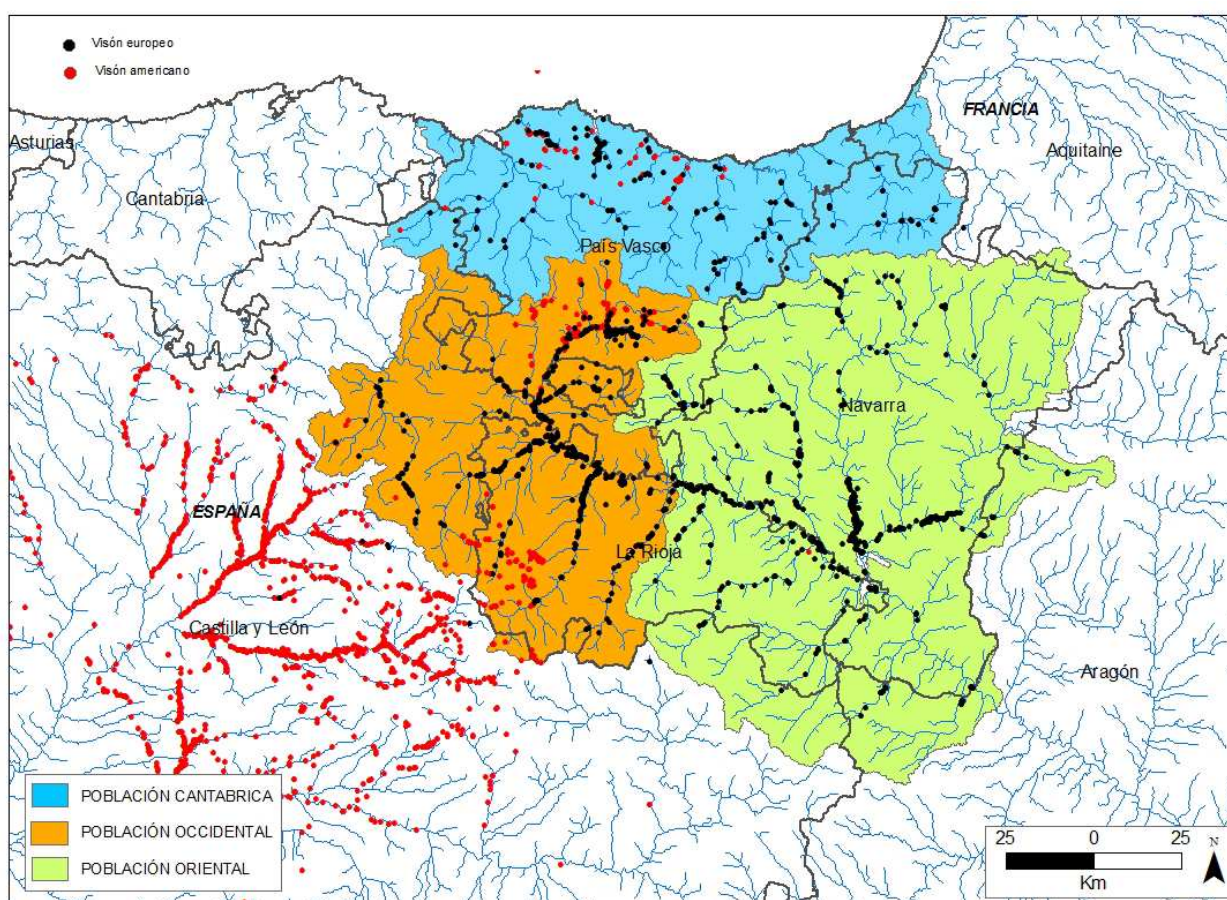 Visón europeo
Visón americano
FRANCIA
Asturias
Aquitaine
Cantabria
País Vasco
Navarra
ESPAÑA
La Rioja
Castilla y León
Aragón
POBLACIÓN CANTABRICA
POBLACIÓN OCCIDENTAL
POBLACIÓN ORIENTAL
25 0 25
Km
N